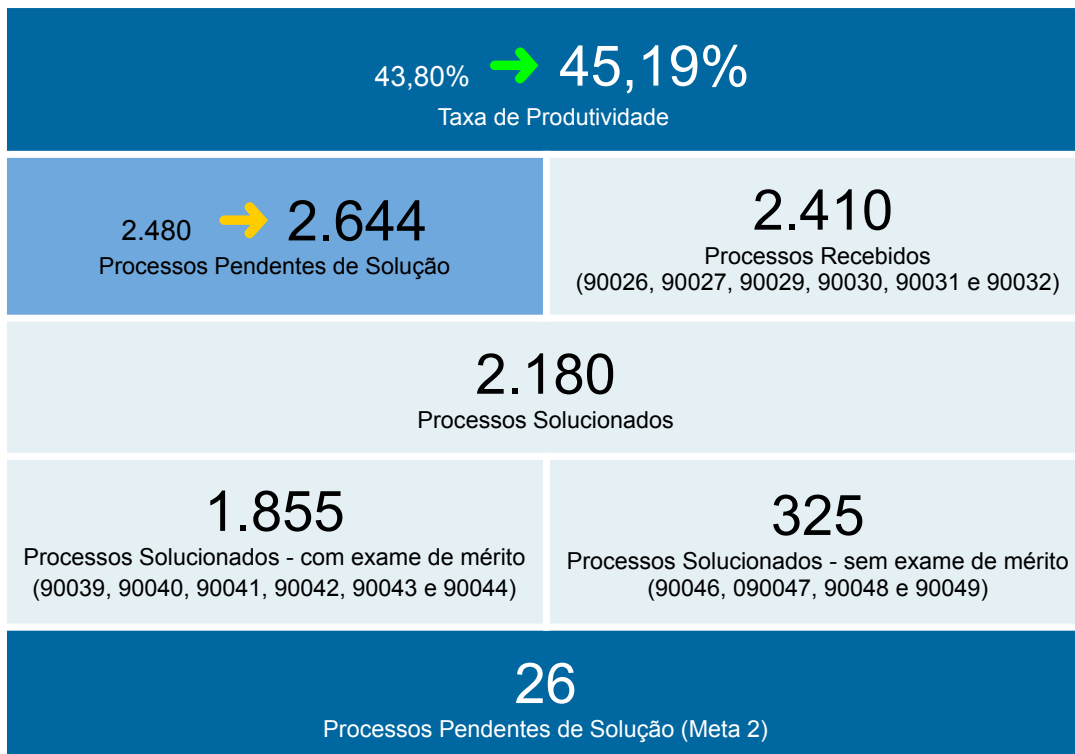 43,80% ➜ 45,19%
Taxa de Produtividade
2.480 ➜ 2.644
Processos Pendentes de Solução
2.410
Processos Recebidos
(90026, 90027, 90029, 90030, 90031 e 90032)
2.180
Processos Solucionados
1.855
Processos Solucionados - com exame de mérito
(90039, 90040, 90041, 90042, 90043 e 90044)
325
Processos Solucionados - sem exame de mérito
(90046, 090047, 90048 e 90049)
26
Processos Pendentes de Solução (Meta 2)